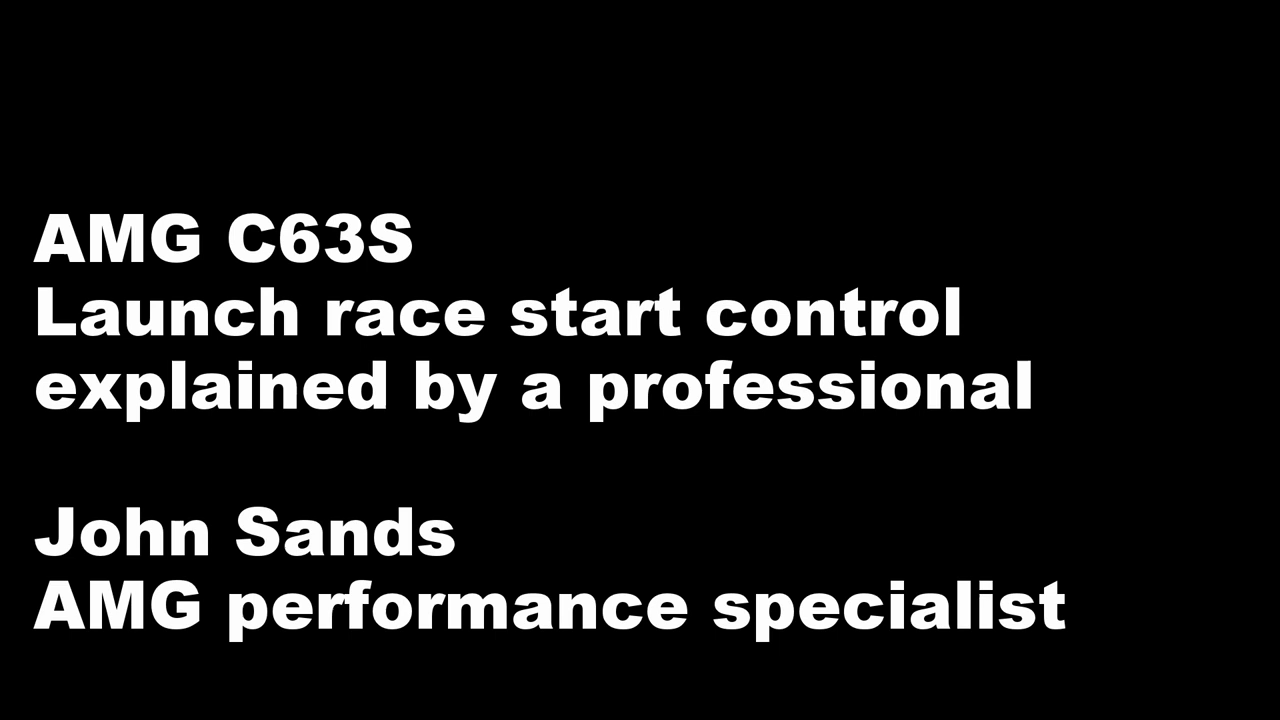 AMG C63S
Launch race start control
explained by a professional
John Sands
AMG performance specialist